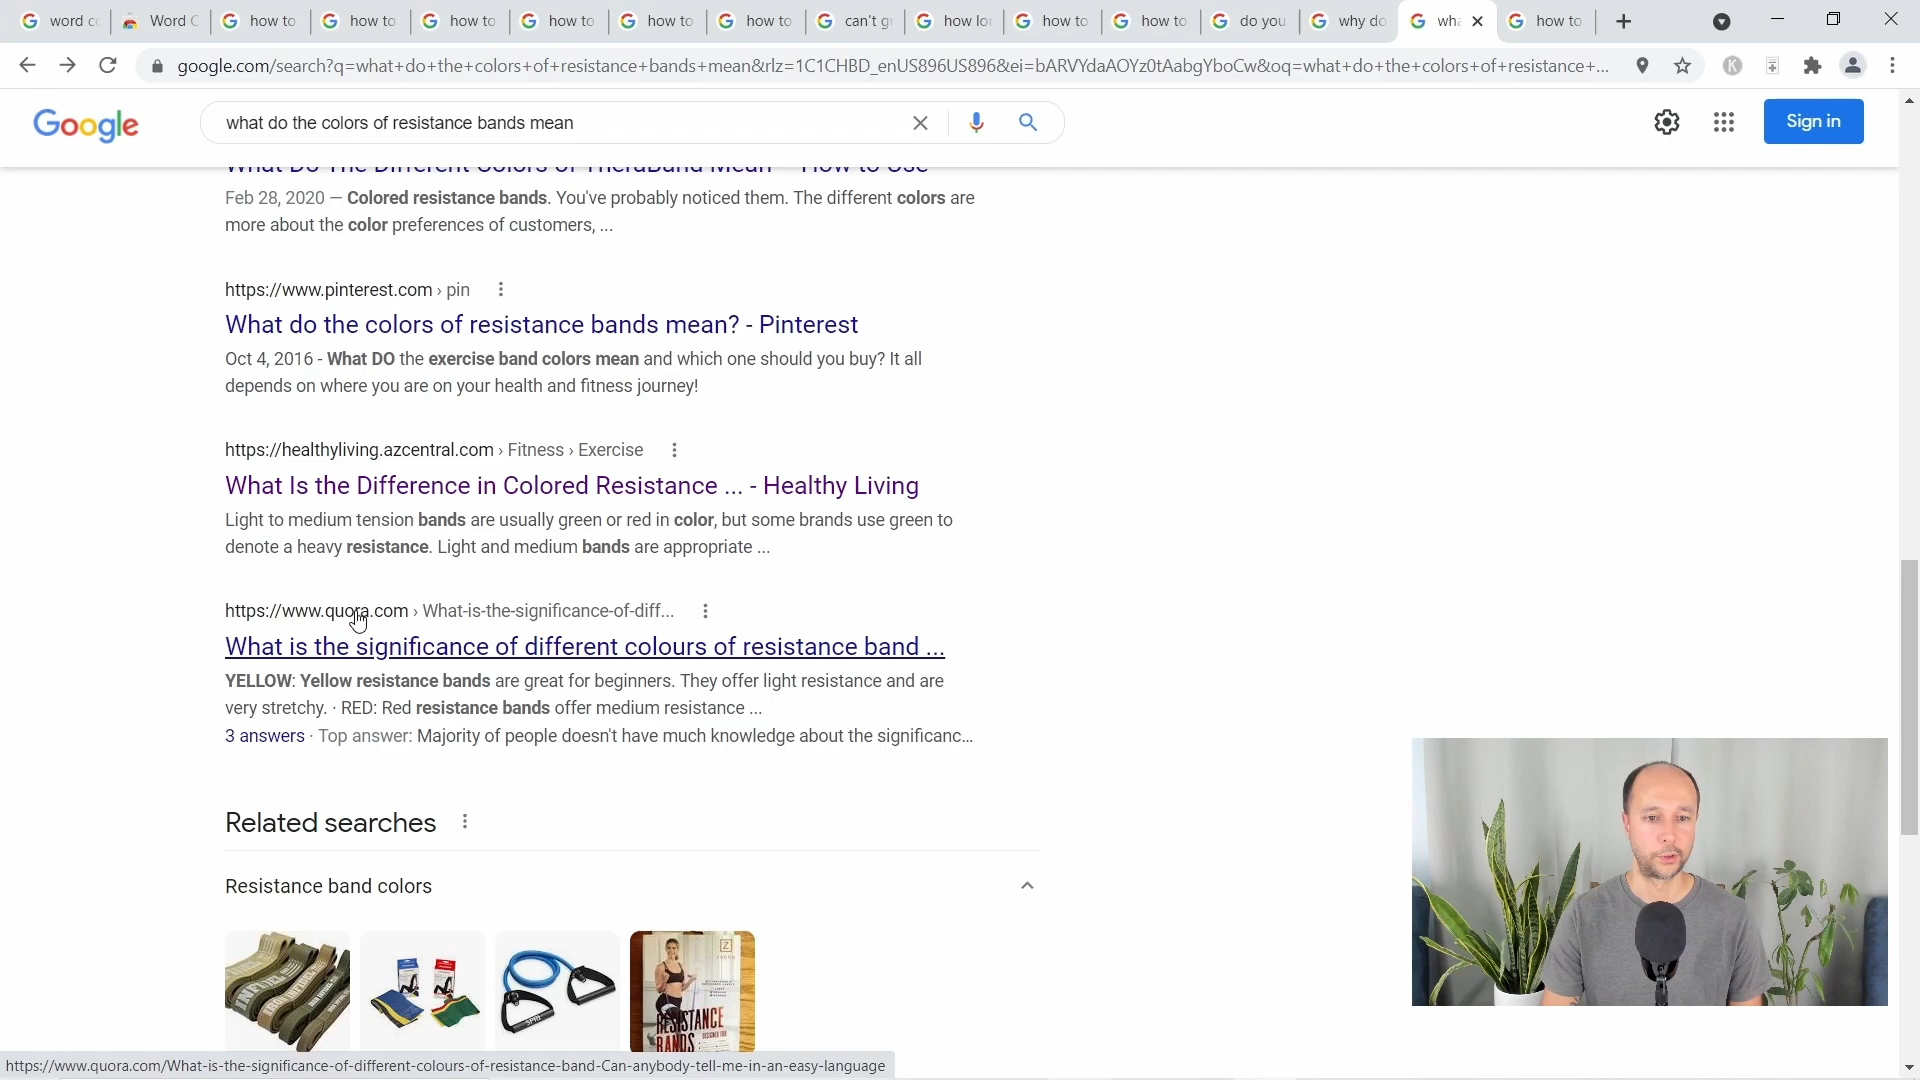 word co
Word C
how to
how to
how to
how to
how to
how to
can't g
how lo
how to
how to
do you
why do
wha
how to
google.com/search?q=what+do+the+colors+of+resistance+bands+mean&rlz=1C1CHBD_enUS896US896&ei=bARVYdaAOYz0tAabgYboCw&oq=what+do+the+colors+of+resistance+...
Google
what do the colors of resistance bands mean
Sign in
What Do The Different Colors of TheraBand Mean – How to Use
Feb 28, 2020 — Colored resistance bands. You've probably noticed them. The different colors are
more about the color preferences of customers, ...
https://www.pinterest.com › pin
What do the colors of resistance bands mean? - Pinterest
Oct 4, 2016 - What DO the exercise band colors mean and which one should you buy? It all
depends on where you are on your health and fitness journey!
https://healthyliving.azcentral.com › Fitness › Exercise
What Is the Difference in Colored Resistance ... - Healthy Living
Light to medium tension bands are usually green or red in color, but some brands use green to
denote a heavy resistance. Light and medium bands are appropriate ...
https://www.quora.com › What-is-the-significance-of-diff...
What is the significance of different colours of resistance band ...
YELLOW: Yellow resistance bands are great for beginners. They offer light resistance and are
very stretchy. · RED: Red resistance bands offer medium resistance ...
3 answers · Top answer: Majority of people doesn't have much knowledge about the significanc...
Related searches
Resistance band colors
RESISTANCE
BANDS
https://www.quora.com/What-is-the-significance-of-different-colours-of-resistance-band-Can-anybody-tell-me-in-an-easy-language